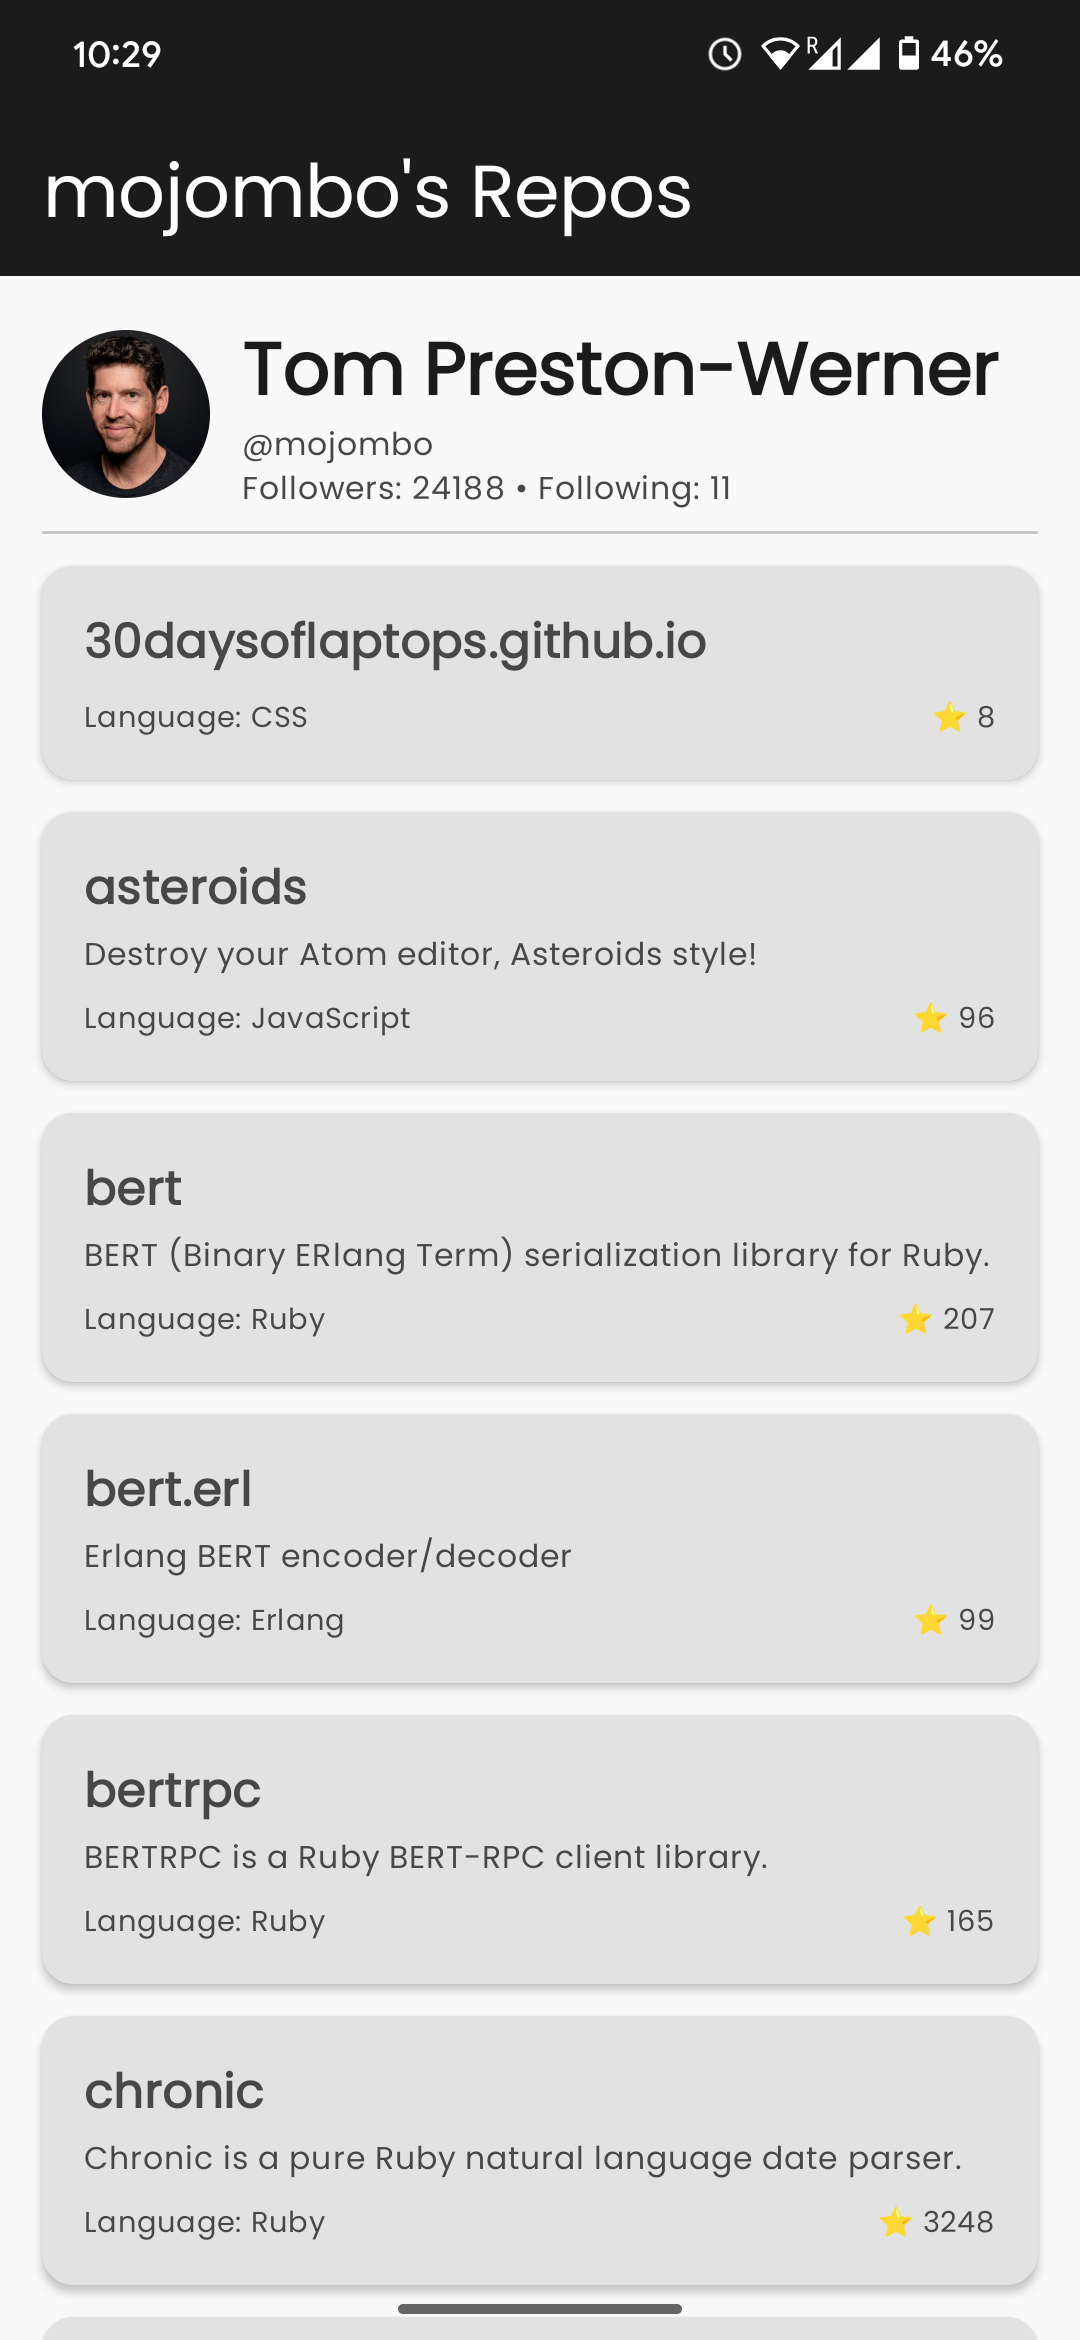 10:29
R
46%
mojombo's Repos
Tom Preston-Werner
@mojombo
Followers: 24188 • Following: 11
30daysoflaptops.github.io
Language: CSS
⭐ 8
asteroids
Destroy your Atom editor, Asteroids style!
Language: JavaScript
⭐ 96
bert
BERT (Binary ERlang Term) serialization library for Ruby.
Language: Ruby
⭐ 207
bert.erl
Erlang BERT encoder/decoder
Language: Erlang
⭐ 99
bertrpc
BERTRPC is a Ruby BERT-RPC client library.
Language: Ruby
⭐ 165
chronic
Chronic is a pure Ruby natural language date parser.
Language: Ruby
⭐ 3248